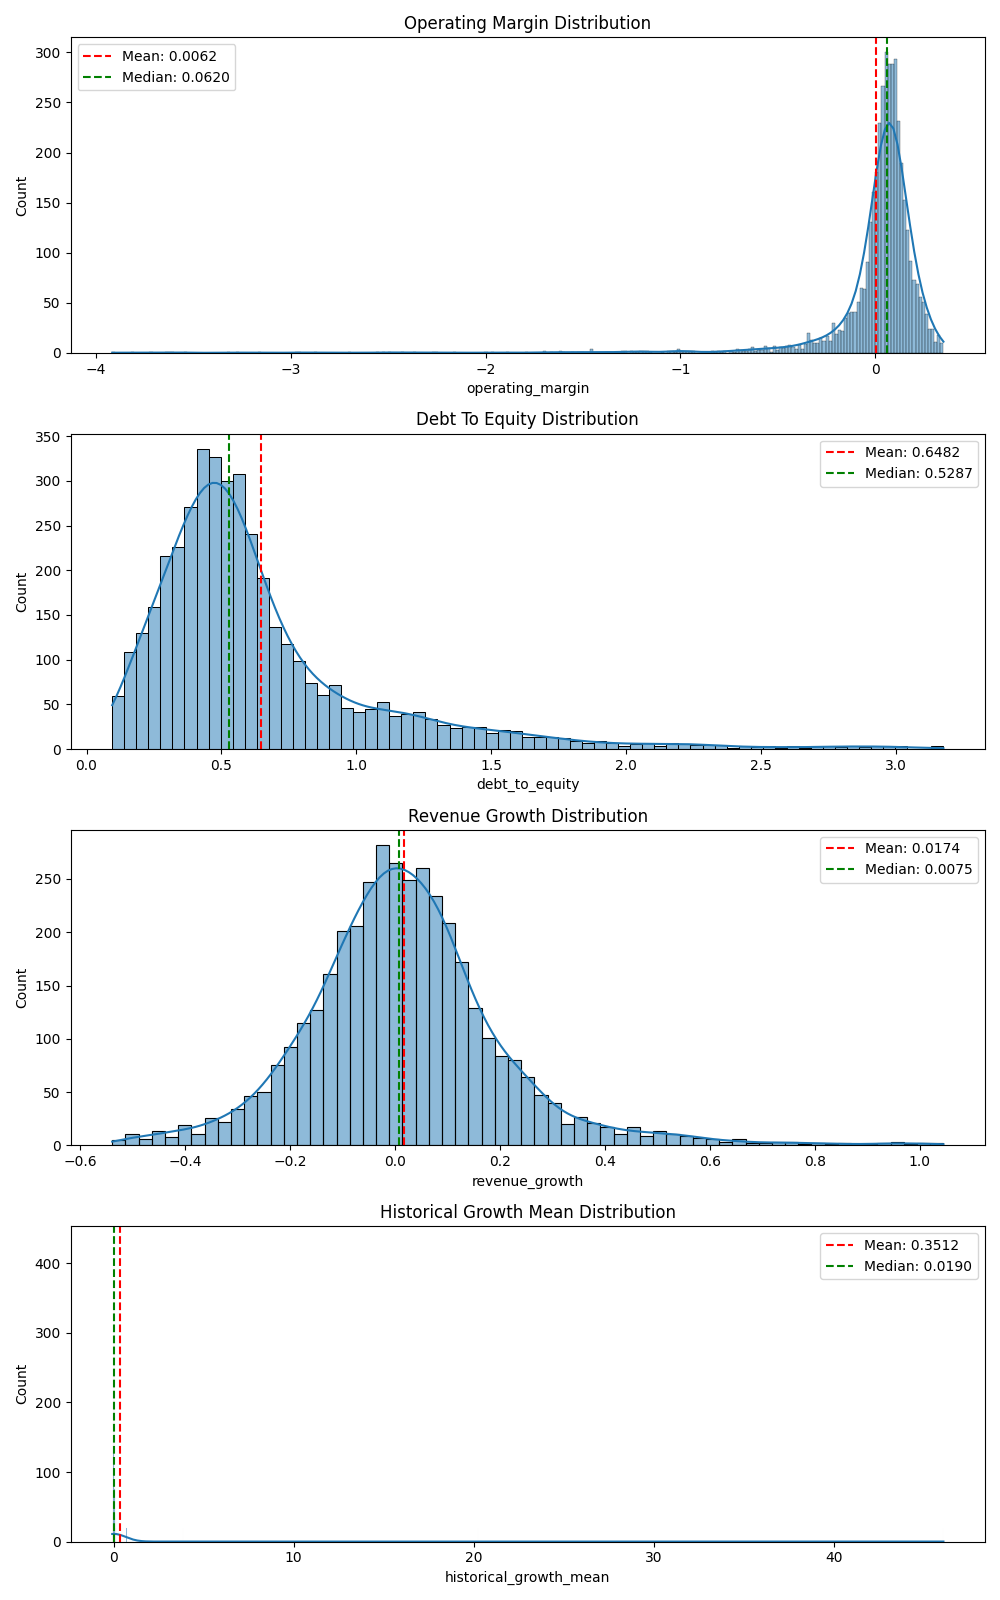 Operating Margin Distribution
Mean: 0.0062
Median: 0.0620
Count
300
250
200
150
100
50
0
−4
−3
−2
−1
0
operating_margin
Debt To Equity Distribution
Mean: 0.6482
Median: 0.5287
Count
350
300
250
200
150
100
50
0
0.0
0.5
1.0
1.5
2.0
2.5
3.0
debt_to_equity
Revenue Growth Distribution
Mean: 0.0174
Median: 0.0075
Count
250
200
150
100
50
0
−0.6
−0.4
−0.2
0.0
0.2
0.4
0.6
0.8
1.0
revenue_growth
Historical Growth Mean Distribution
Mean: 0.3512
Median: 0.0190
Count
400
300
200
100
0
0
10
20
30
40
historical_growth_mean